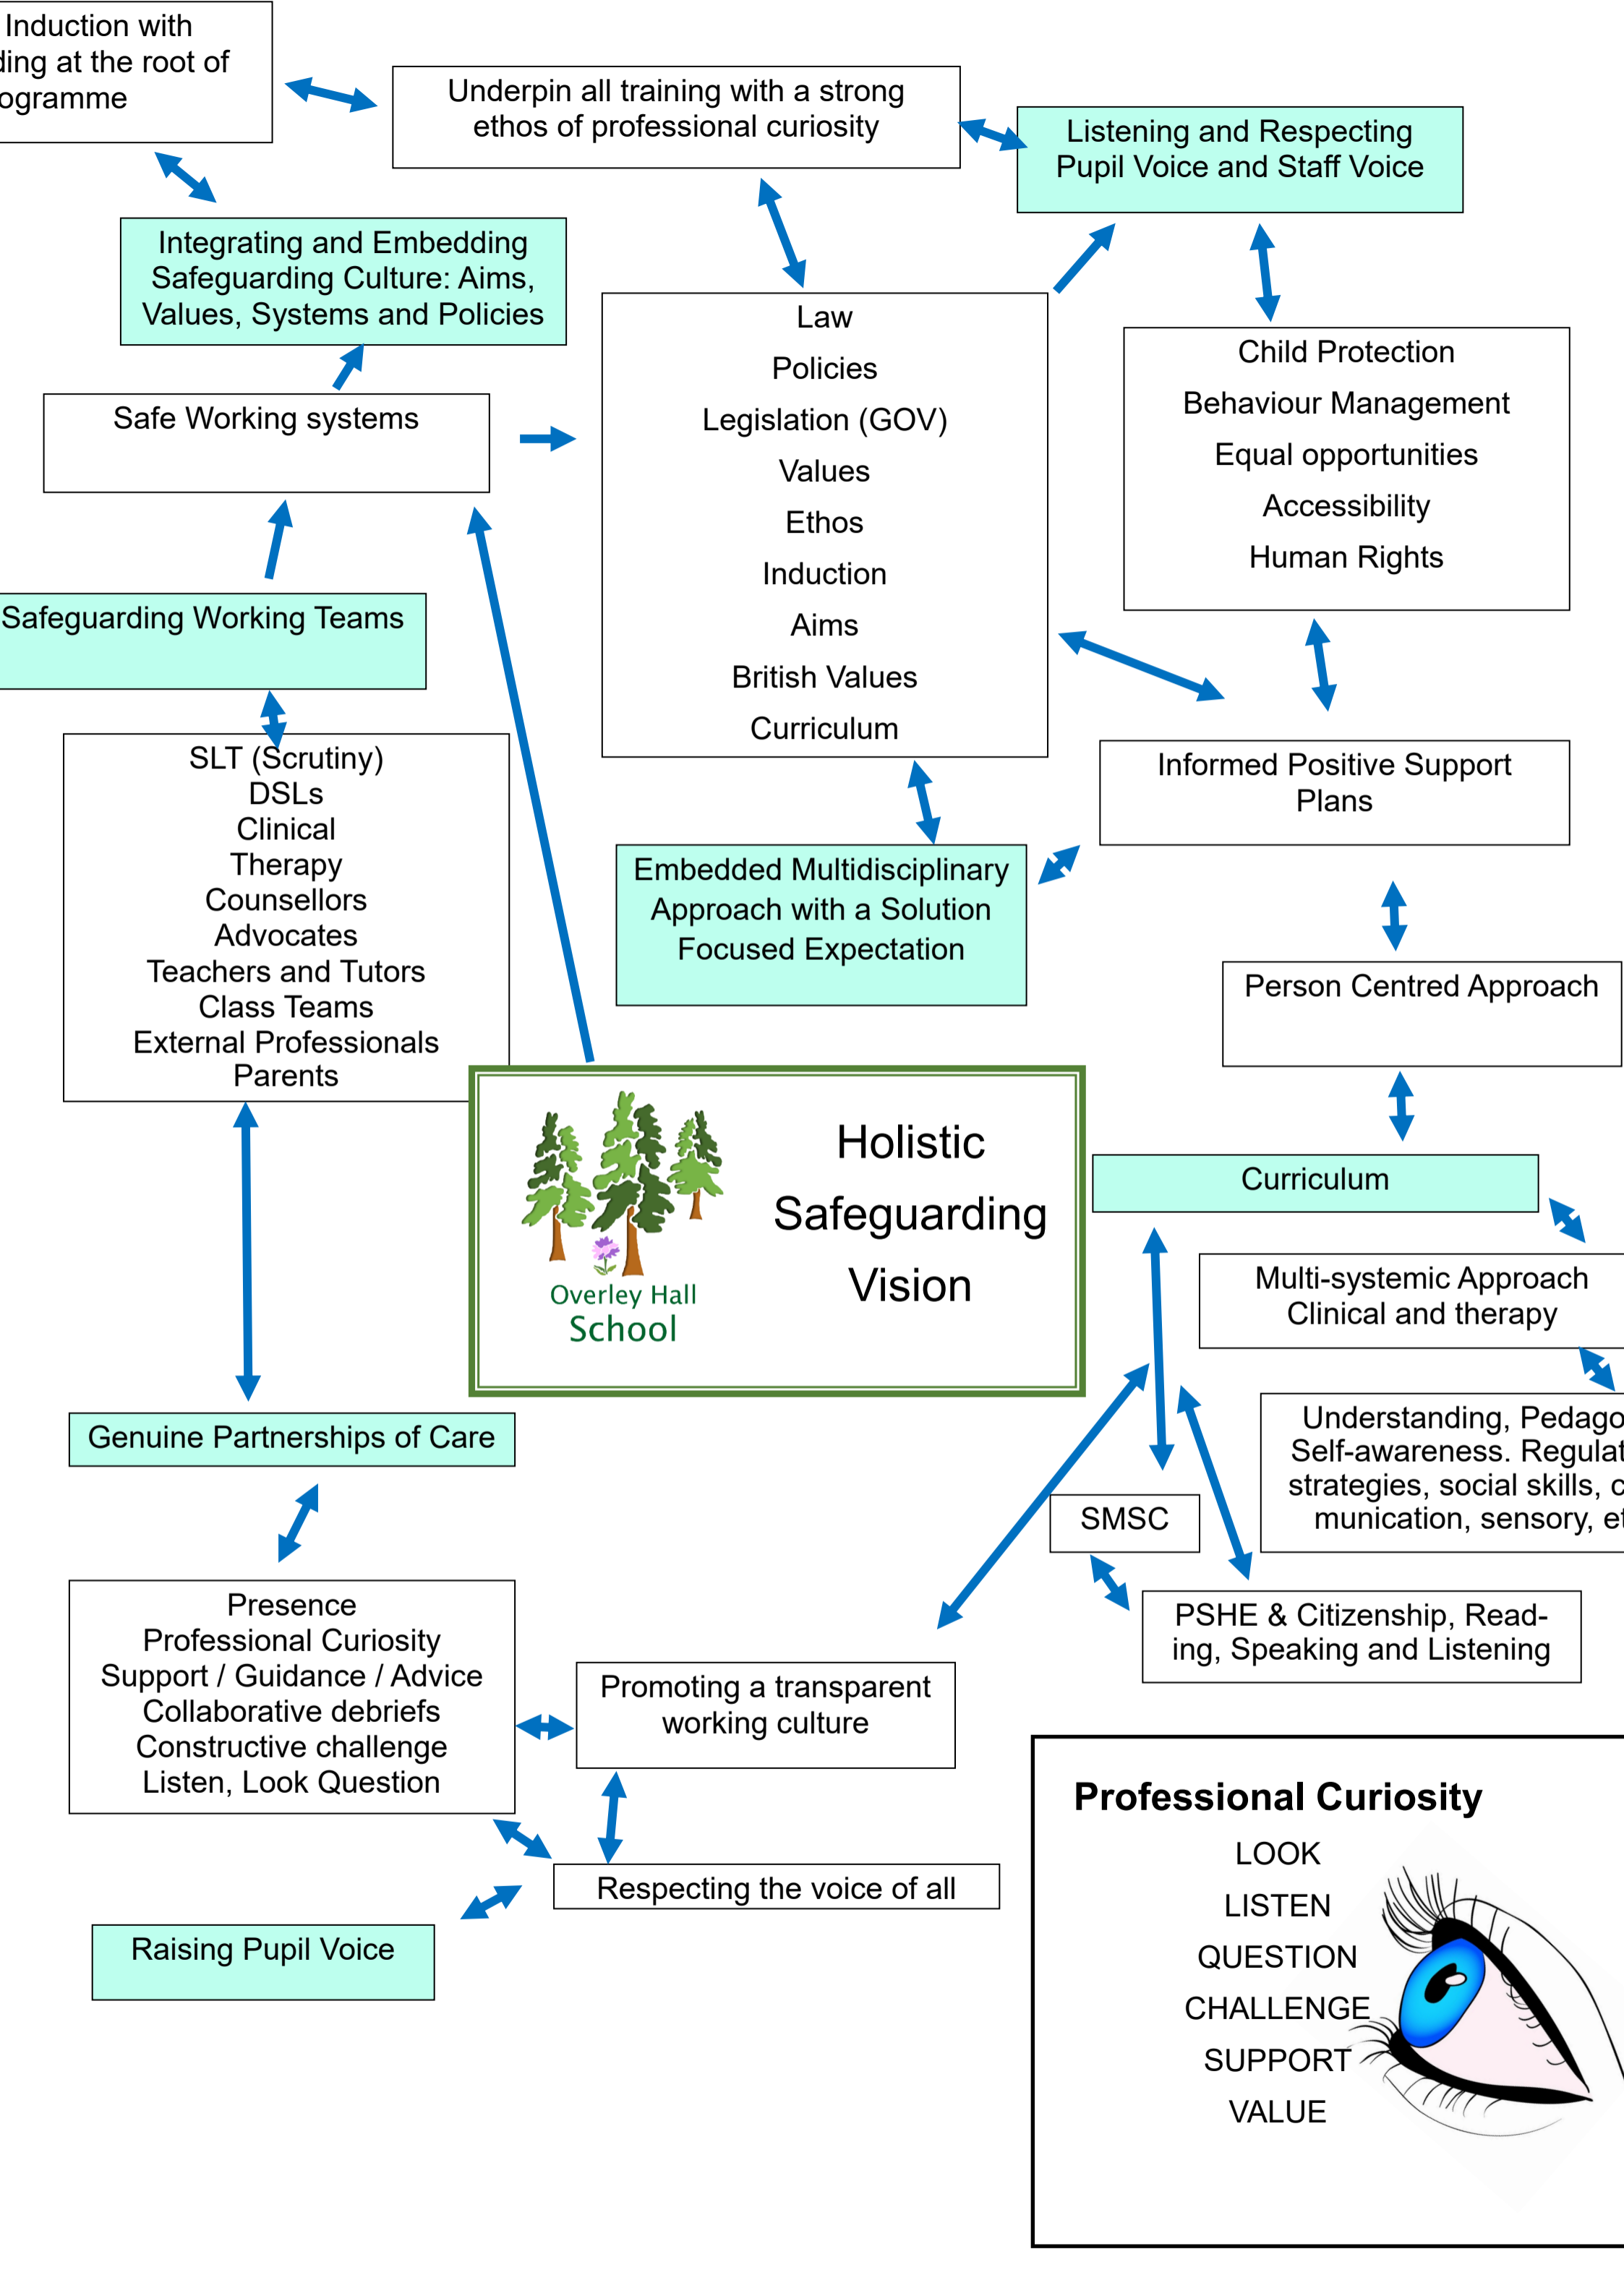 Induction with
ding at the root of
ogramme
Underpin all training with a strong
ethos of professional curiosity
Listening and Respecting
Pupil Voice and Staff Voice
Integrating and Embedding
Safeguarding Culture: Aims,
Values, Systems and Policies
Law
Policies
Legislation (GOV)
Values
Ethos
Induction
Aims
British Values
Curriculum
Child Protection
Behaviour Management
Equal opportunities
Accessibility
Human Rights
Safe Working systems
Safeguarding Working Teams
SLT (Scrutiny)
DSLs
Clinical
Therapy
Counsellors
Advocates
Teachers and Tutors
Class Teams
External Professionals
Parents
Informed Positive Support
Plans
Embedded Multidisciplinary
Approach with a Solution
Focused Expectation
Person Centred Approach
Holistic
Safeguarding
Vision
Overley Hall
School
Curriculum
Multi-systemic Approach
Clinical and therapy
Understanding, Pedago
Self-awareness. Regulat
strategies, social skills, c
munication, sensory, et
Genuine Partnerships of Care
SMSC
PSHE & Citizenship, Read-
ing, Speaking and Listening
Presence
Professional Curiosity
Support / Guidance / Advice
Collaborative debriefs
Constructive challenge
Listen, Look Question
Promoting a transparent
working culture
Respecting the voice of all
Raising Pupil Voice
Professional Curiosity
LOOK
LISTEN
QUESTION
CHALLENGE
SUPPORT
VALUE